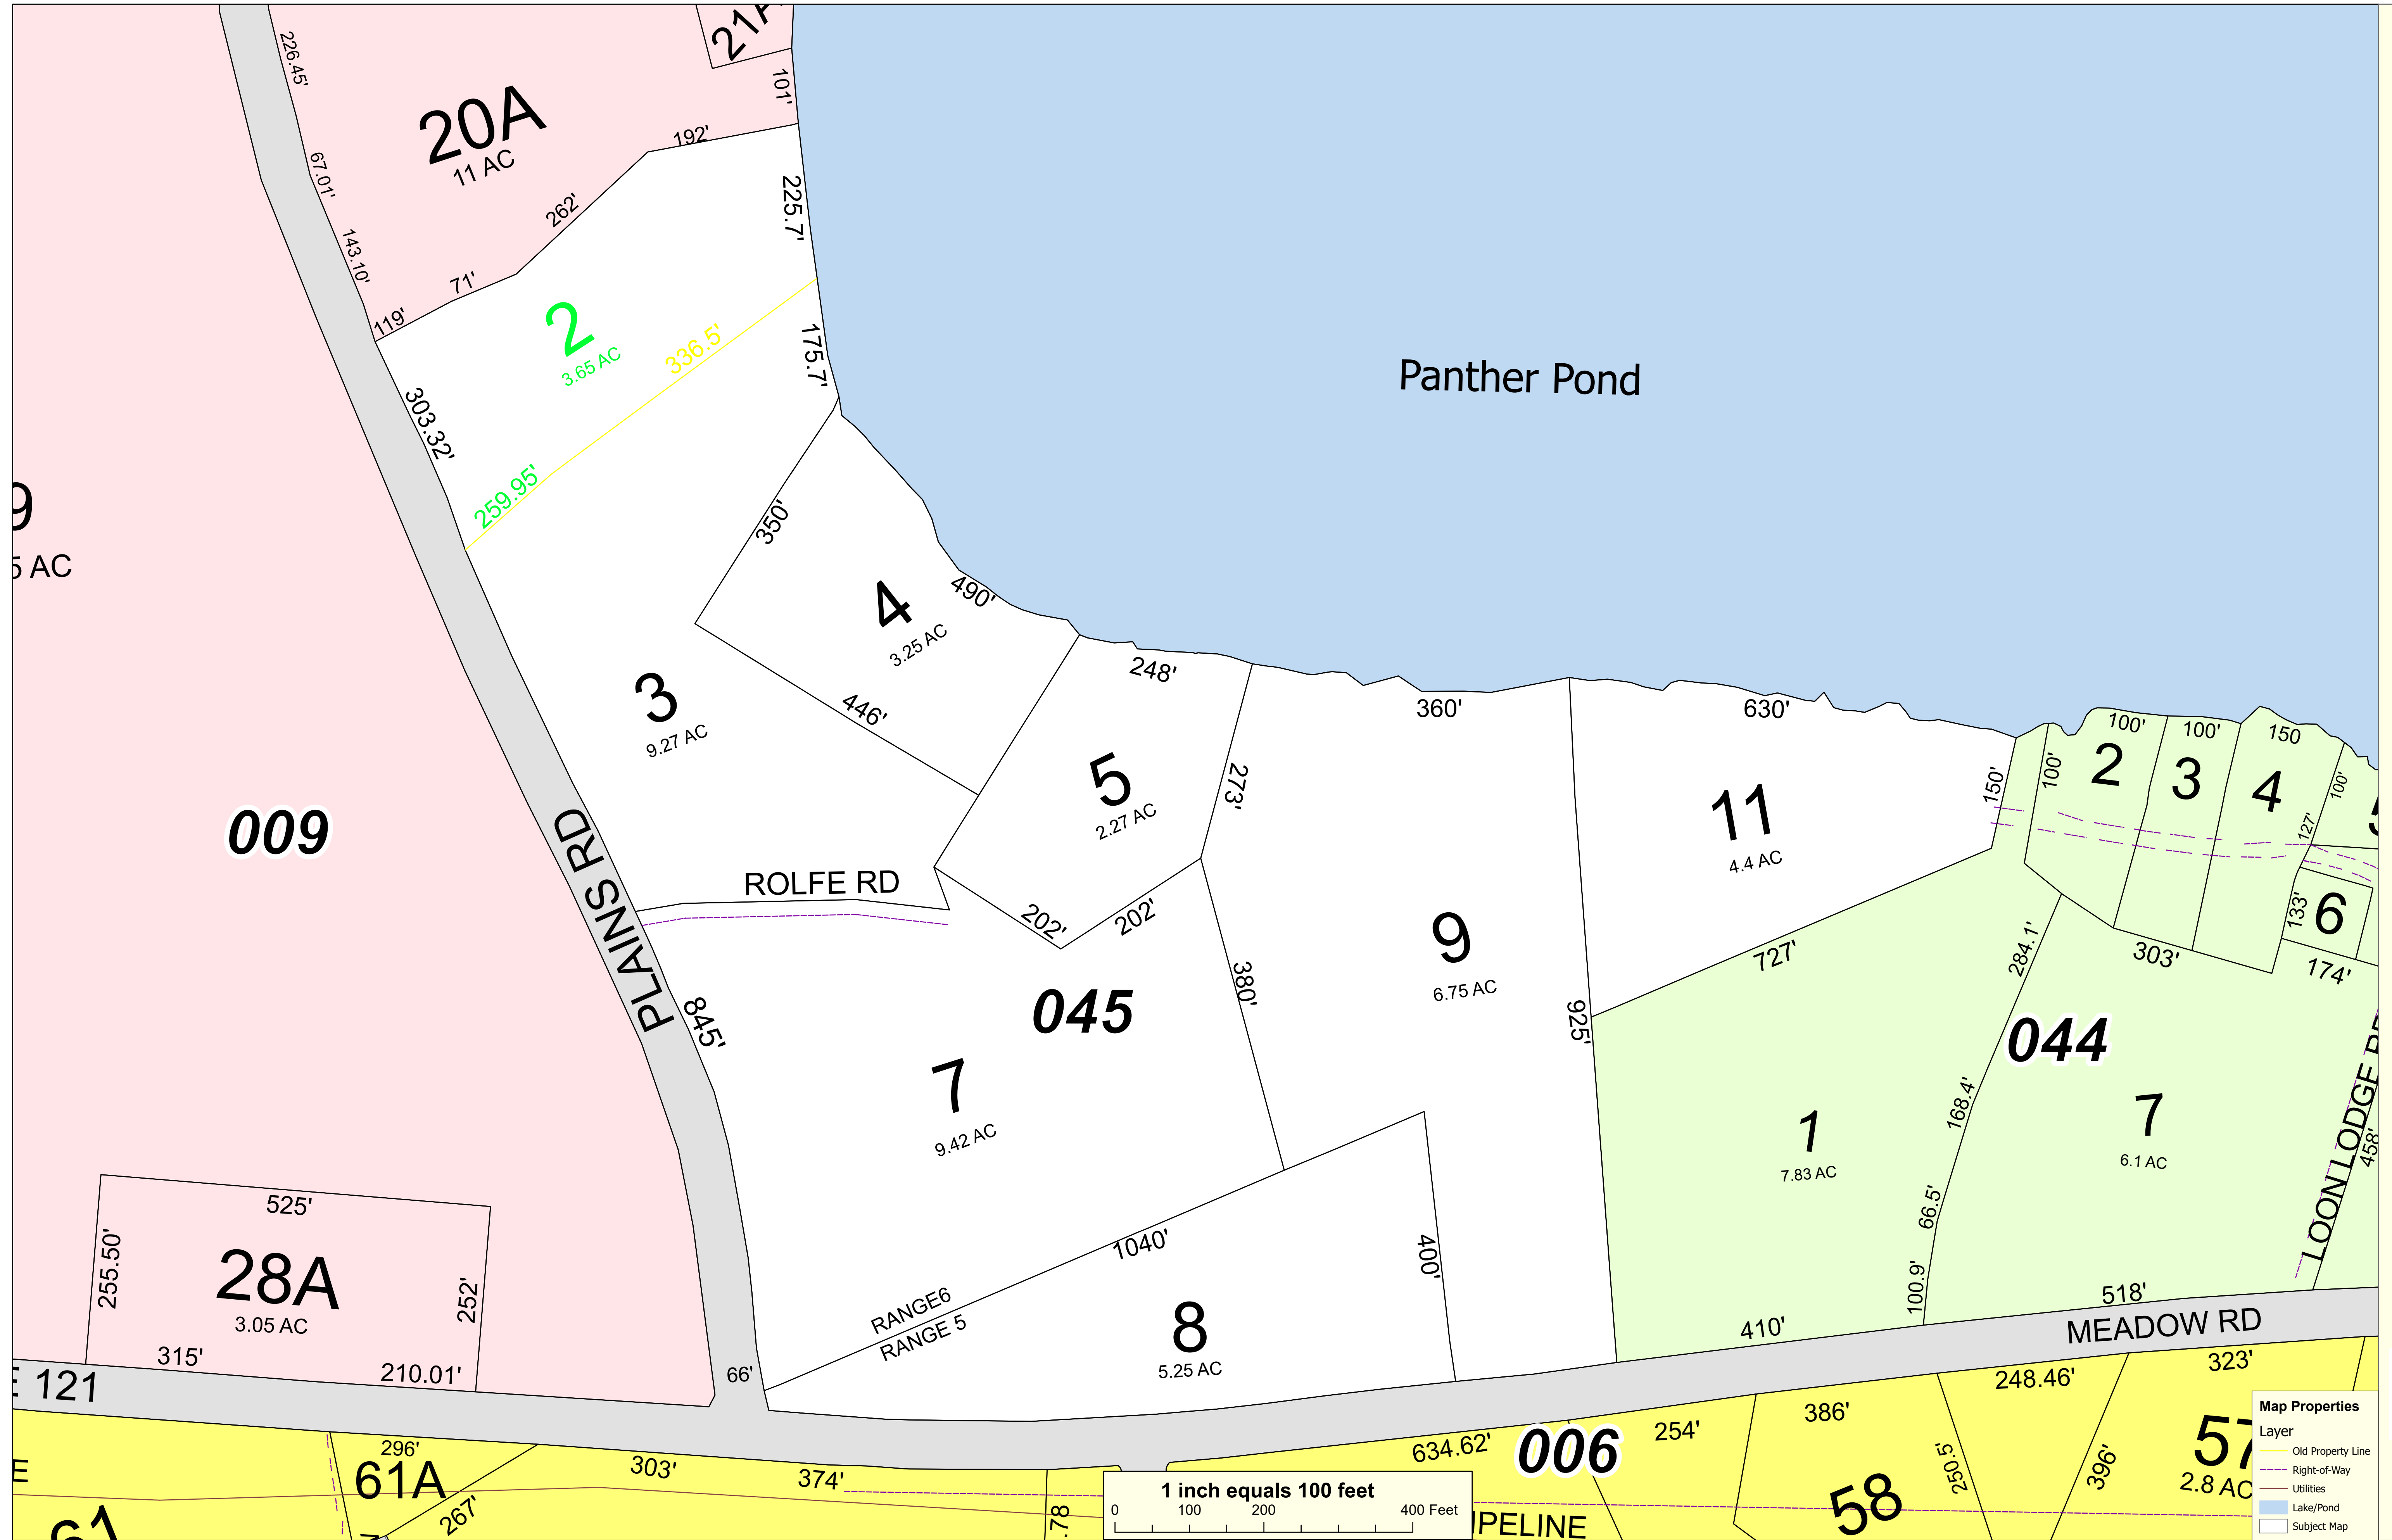 21A
226.45'
101'
20A
11 AC
192'
67.01'
262'
225.7'
143.10'
71'
119'
2
3.65 AC
336.5'
175.7'
Panther Pond
303.32'
259.95'
9
5 AC
350'
4
3.25 AC
490'
248'
3
9.27 AC
446'
360'
630'
100'
100'
150
2
3
4
5
100'
150'
100'
127'
5
2.27 AC
273'
11
4.4 AC
009
PLAINS RD
ROLFE RD
202'
202'
9
6.75 AC
727'
284.1'
303'
133'
6
174'
380'
045
845'
925'
044
7
9.42 AC
1
7.83 AC
168.4'
7
6.1 AC
LOON LODGE RD
458'
66.5'
525'
255.50'
28A
3.05 AC
252'
315'
210.01'
1040'
400'
RANGE6
RANGE 5
8
5.25 AC
100.9'
518'
410'
MEADOW RD
66'
E 121
323'
248.46'
386'
254'
634.62'
006
296'
61A
303'
374'
267'
E
61
.78
58
250.5'
396'
57
2.8 AC
IPELINE
1 inch equals 100 feet
0 100 200 400 Feet
Map Properties
Layer
Old Property Line
Right-of-Way
Utilities
Lake/Pond
Subject Map